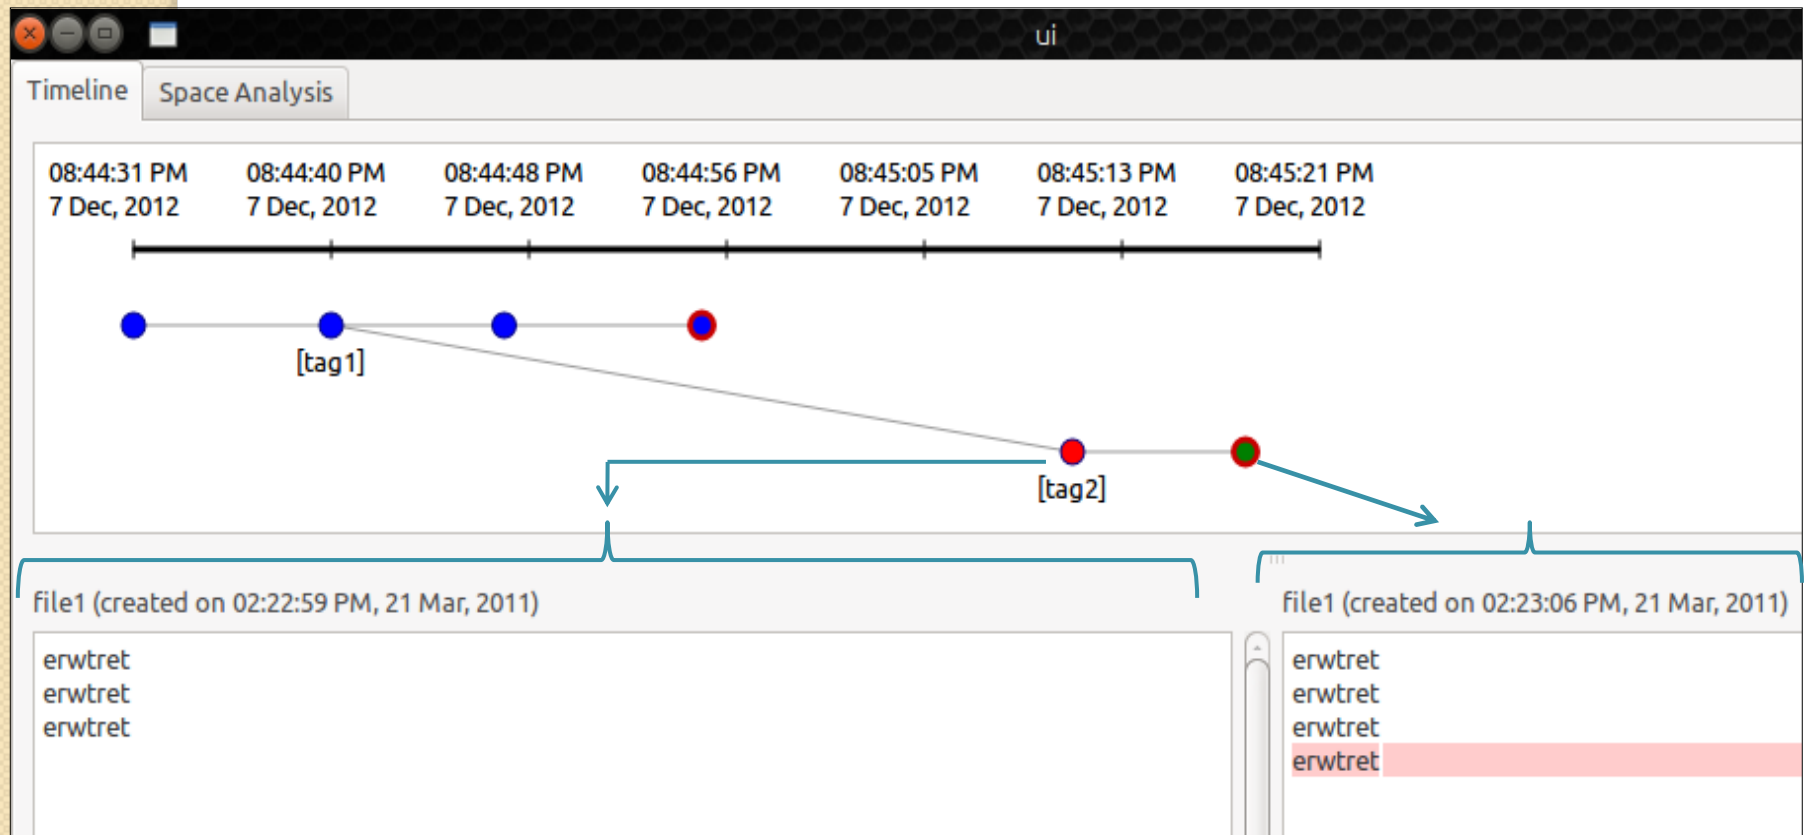 ui
Timeline
Space Analysis
08:44:31 PM 08:44:40 PM 08:44:48 PM 08:44:56 PM 08:45:05 PM 08:45:13 PM 08:45:21 PM
7 Dec, 2012 7 Dec, 2012 7 Dec, 2012 7 Dec, 2012 7 Dec, 2012 7 Dec, 2012 7 Dec, 2012
[tag1]
[tag2]
file1 (created on 02:22:59 PM, 21 Mar, 2011)
erwtret
erwtret
erwtret
file1 (created on 02:23:06 PM, 21 Mar, 2011)
erwtret
erwtret
erwtret
erwtret